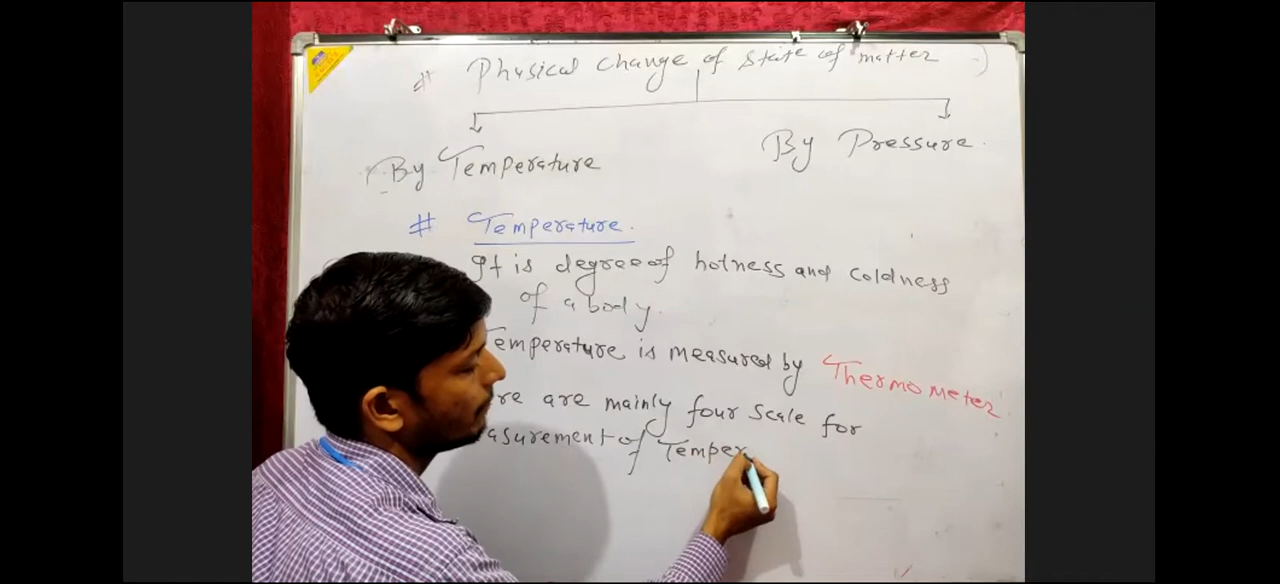 # Physical change of state of matter :)
By Temperature
By Pressure.
# Temperature.
It is degree of hotness and coldness
of a body.
Temperature is measured by Thermometer
re are mainly four scale for
asurement of Temper